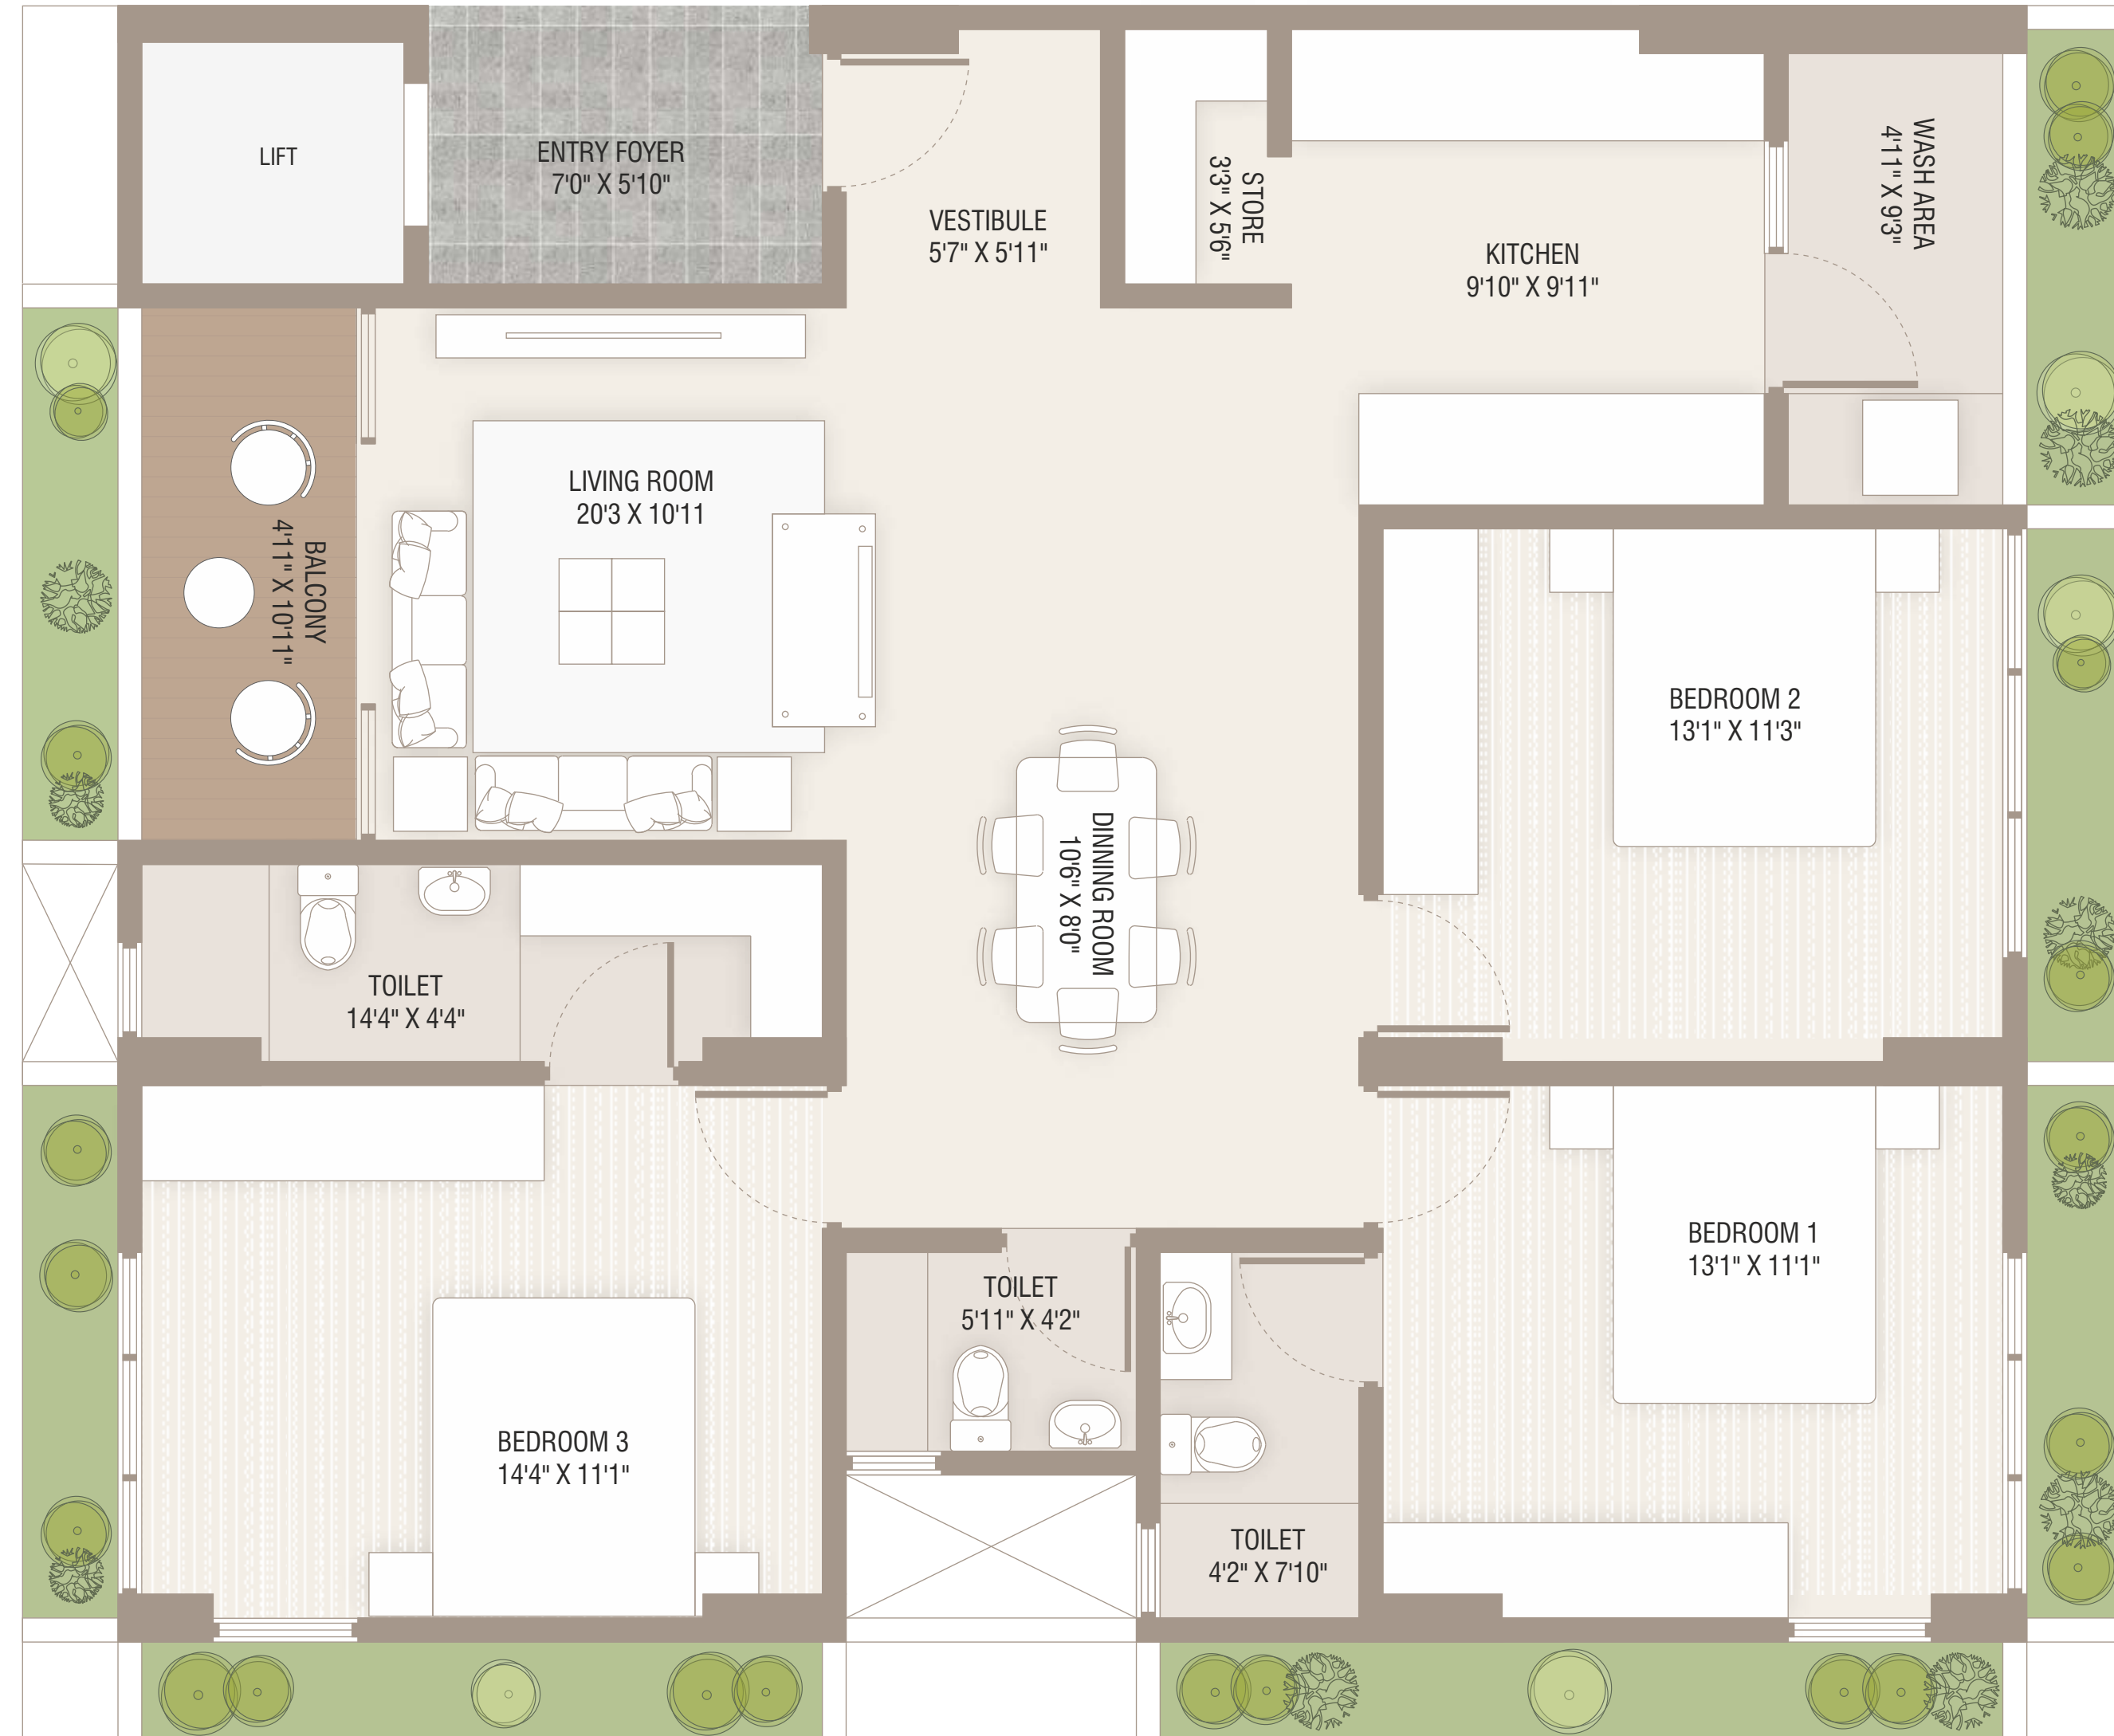 LIFT
ENTRY FOYER
7'0" X 5'10"
VESTIBULE
5'7" X 5'11"
STORE
3'3" X 5'6"
KITCHEN
9'10" X 9'11"
WASH AREA
4'11" X 9'3"
BALCONY
4'11" X 10'11"
LIVING ROOM
20'3 X 10'11
BEDROOM 2
13'1" X 11'3"
DINNING ROOM
10'6" X 8'0"
TOILET
14'4" X 4'4"
BEDROOM 1
13'1" X 11'1"
TOILET
5'11" X 4'2"
BEDROOM 3
14'4" X 11'1"
TOILET
4'2" X 7'10"